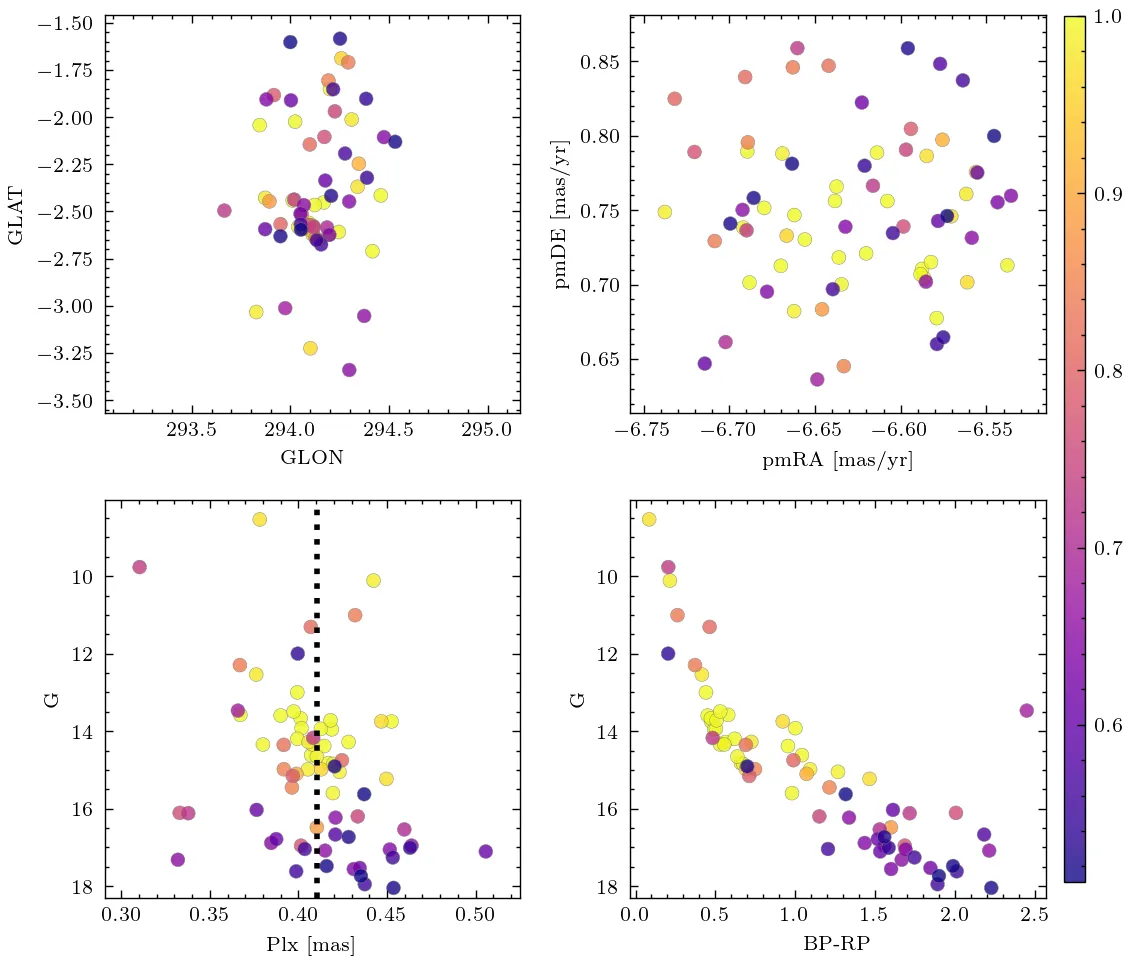 −1.50
−1.75
−2.00
−2.25
−2.50
−2.75
−3.00
−3.25
−3.50
GLAT
293.5 294.0 294.5 295.0
GLON
0.85
0.80
0.75
0.70
0.65
pmDE [mas/yr]
−6.75 −6.70 −6.65 −6.60 −6.55
pmRA [mas/yr]
1.0
0.9
0.8
0.7
0.6
10
12
14
16
18
G
0.30 0.35 0.40 0.45 0.50
Plx [mas]
10
12
14
16
18
G
0.0 0.5 1.0 1.5 2.0 2.5
BP-RP